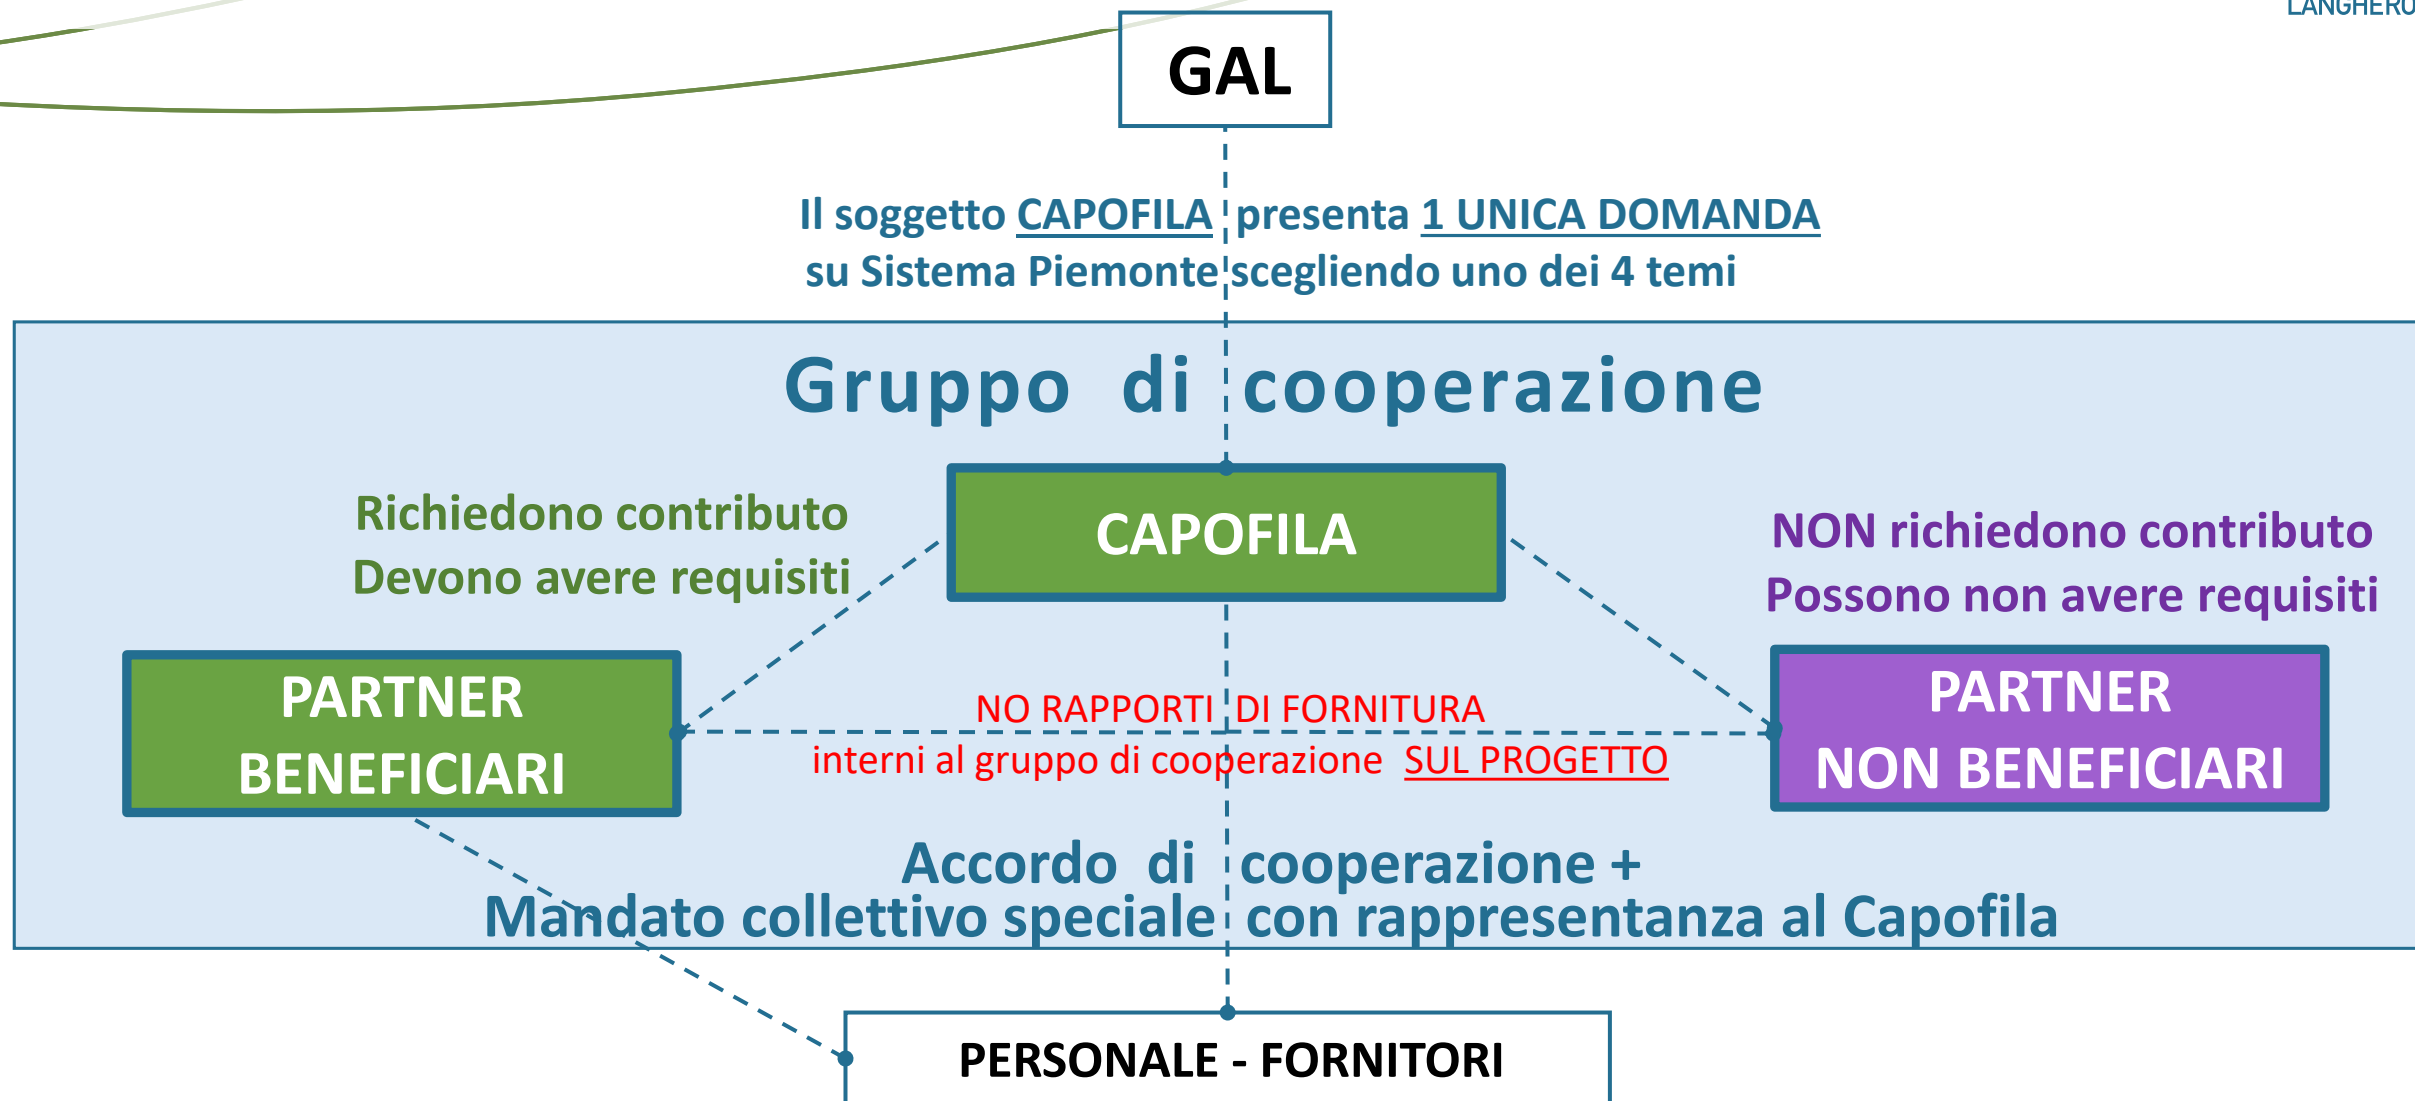 GAL
Il soggetto CAPOFILA presenta 1 UNICA DOMANDA
su Sistema Piemonte scegliendo uno dei 4 temi
Gruppo di cooperazione
Richiedono contributo
Devono avere requisiti
CAPOFILA
NON richiedono contributo
Possono non avere requisiti
PARTNER
BENEFICIARI
NO RAPPORTI DI FORNITURA
interni al gruppo di cooperazione SUL PROGETTO
PARTNER
NON BENEFICIARI
Accordo di cooperazione +
Mandato collettivo speciale con rappresentanza al Capofila
PERSONALE - FORNITORI